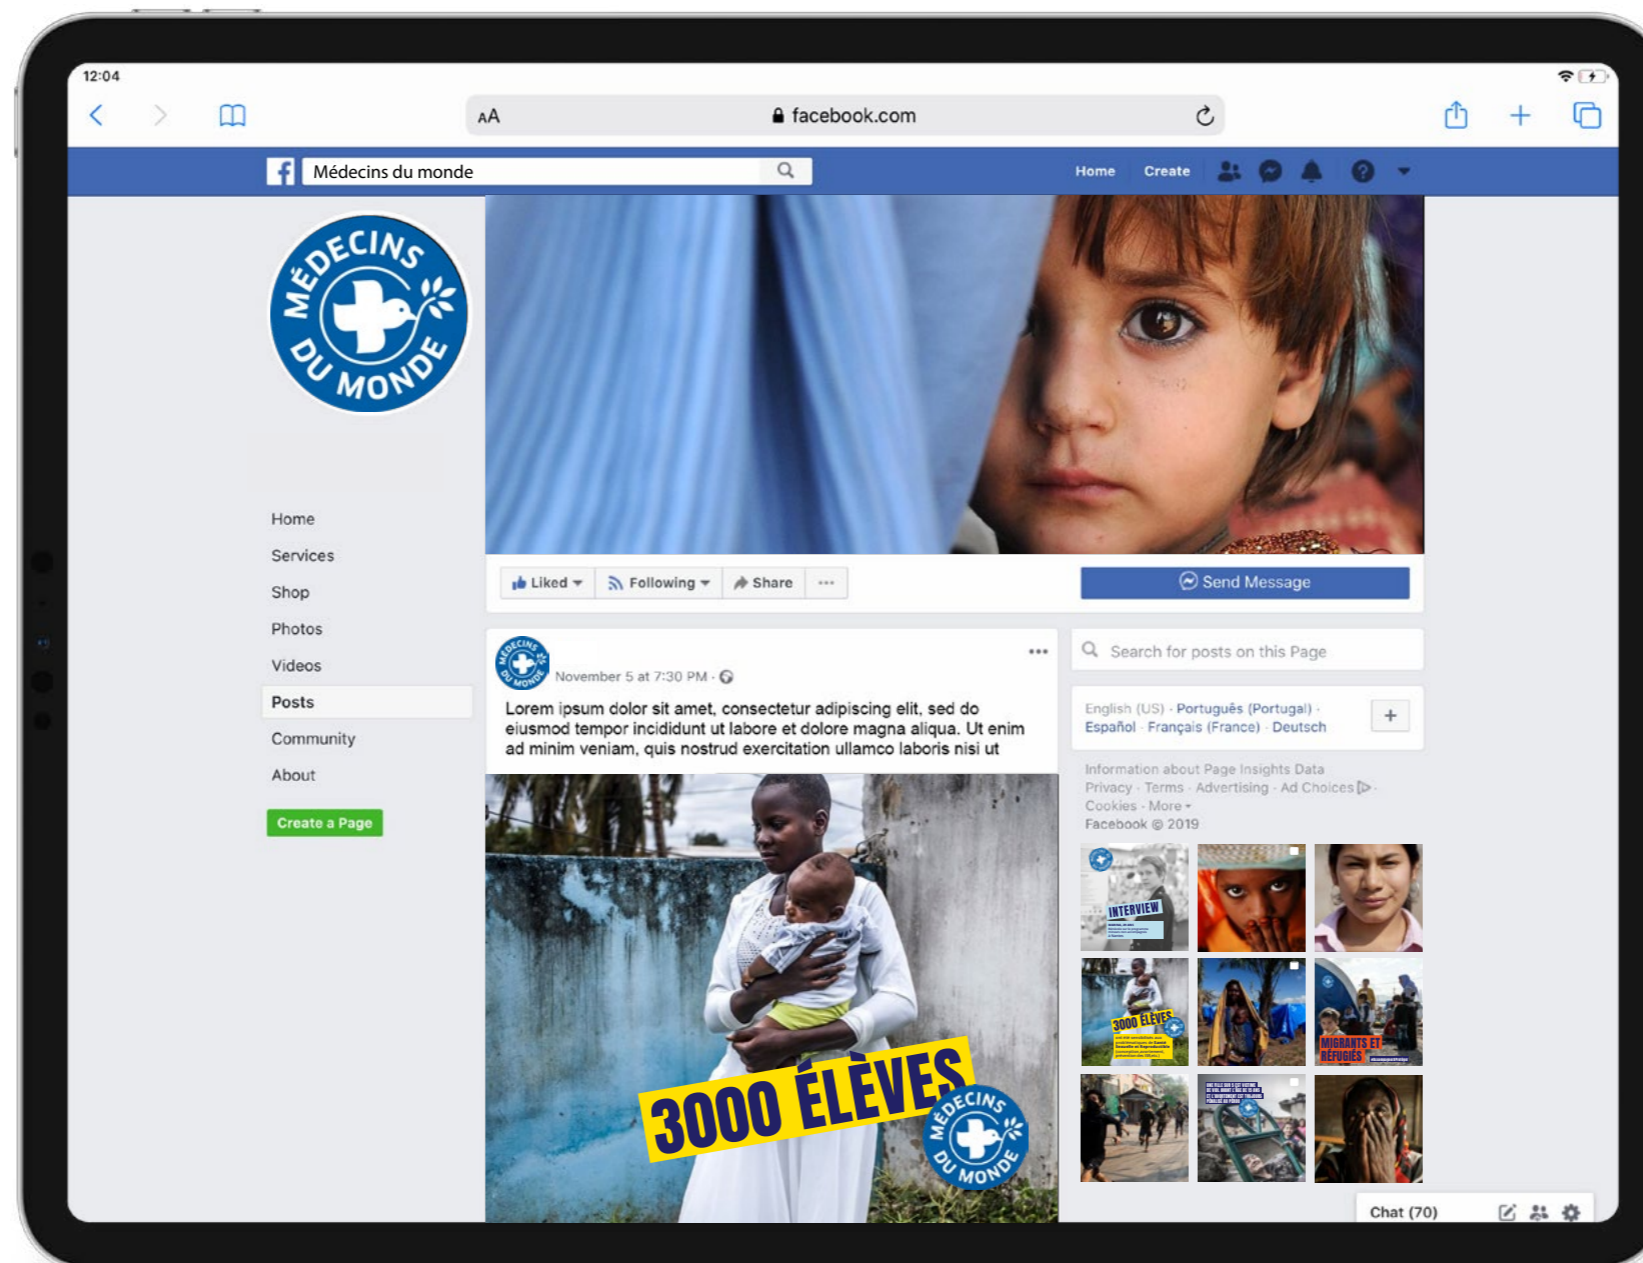 12:04
AA
facebook.com
f
Médecins du monde
Home
Create
?
MÉDECINS
DU MONDE
Home
Services
Shop
Photos
Videos
Posts
Community
About
Create a Page
Liked
Following
Share
Send Message
MÉDECINS
DU MONDE
November 5 at 7:30 PM ·
Lorem ipsum dolor sit amet, consectetur adipiscing elit, sed do
eiusmod tempor incididunt ut labore et dolore magna aliqua. Ut enim
ad minim veniam, quis nostrud exercitation ullamco laboris nisi ut
3000 ÉLÈVES
MÉDECINS
DU MONDE
Search for posts on this Page
English (US) · Português (Portugal) ·
Español · Français (France) · Deutsch
+
Information about Page Insights Data
Privacy · Terms · Advertising · Ad Choices ·
Cookies · More
Facebook © 2019
INTERVIEW
3000 ÉLÈVES
MIGRANTS ET
RÉFUGIÉS
Chat (70)